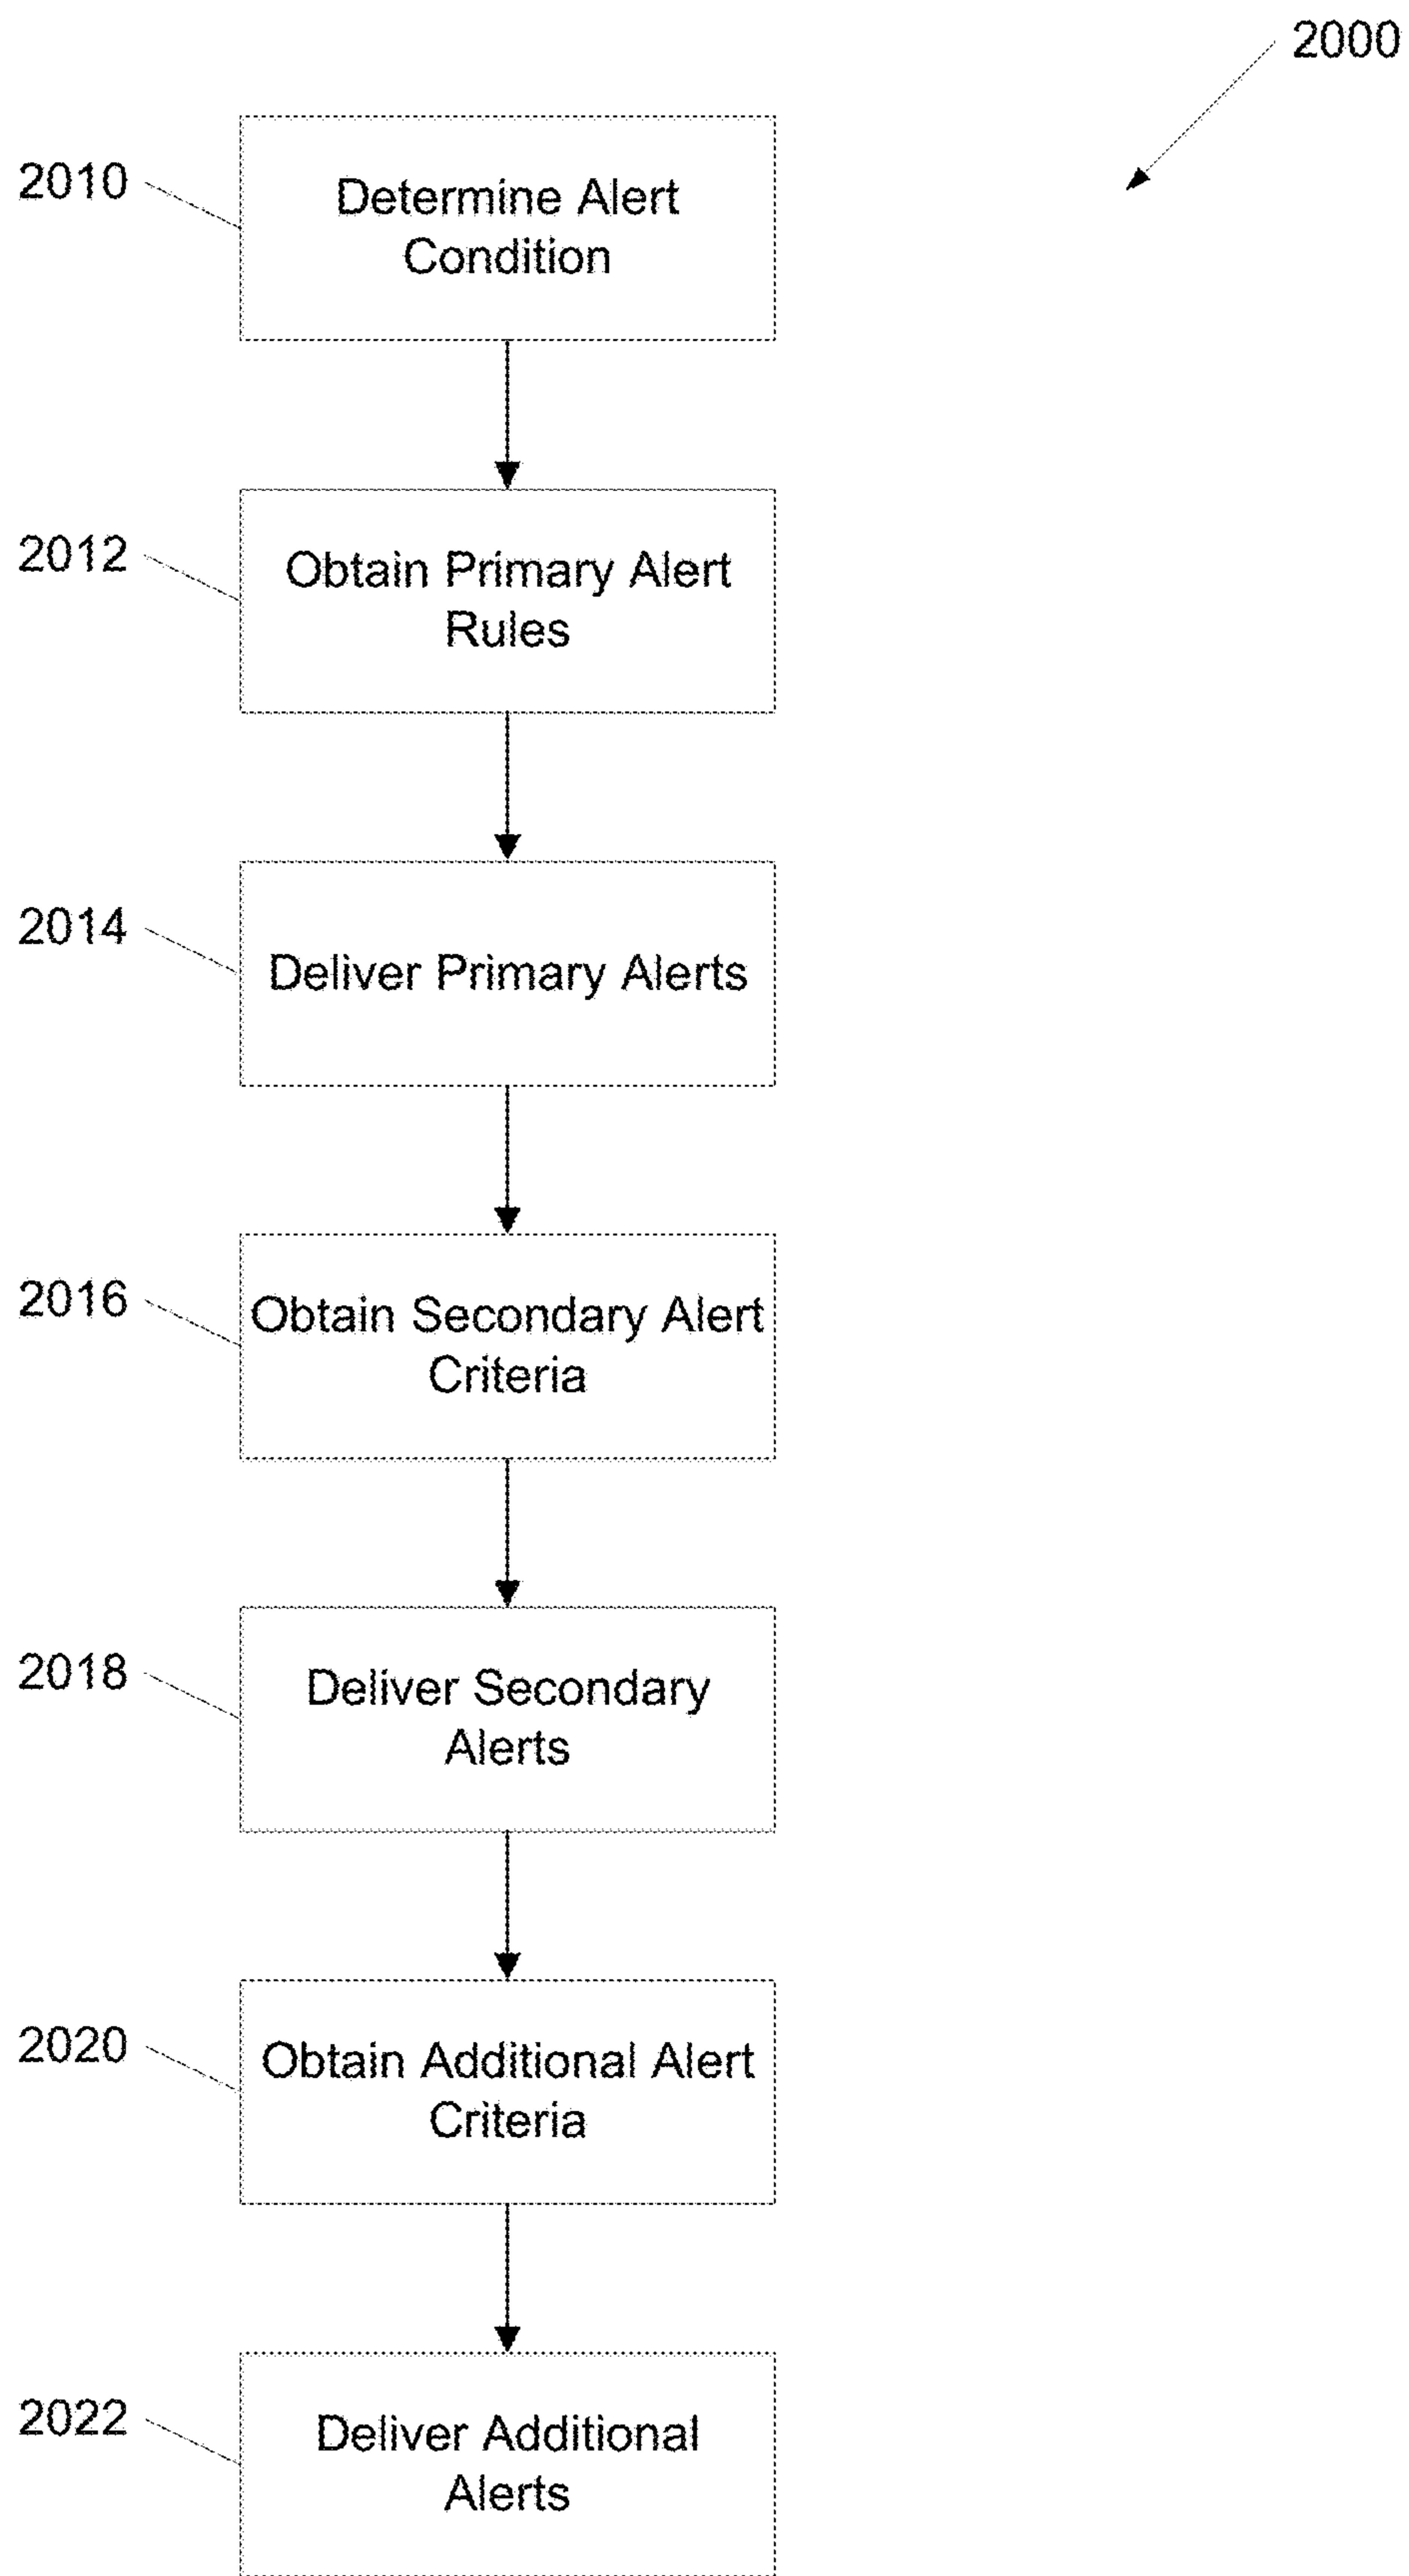 2000
2010
Determine Alert
Condition
2012
Obtain Primary Alert
Rules
2014
Deliver Primary Alerts
2016
Obtain Secondary Alert
Criteria
2018
Deliver Secondary
Alerts
2020
Obtain Additional Alert
Criteria
2022
Deliver Additional
Alerts